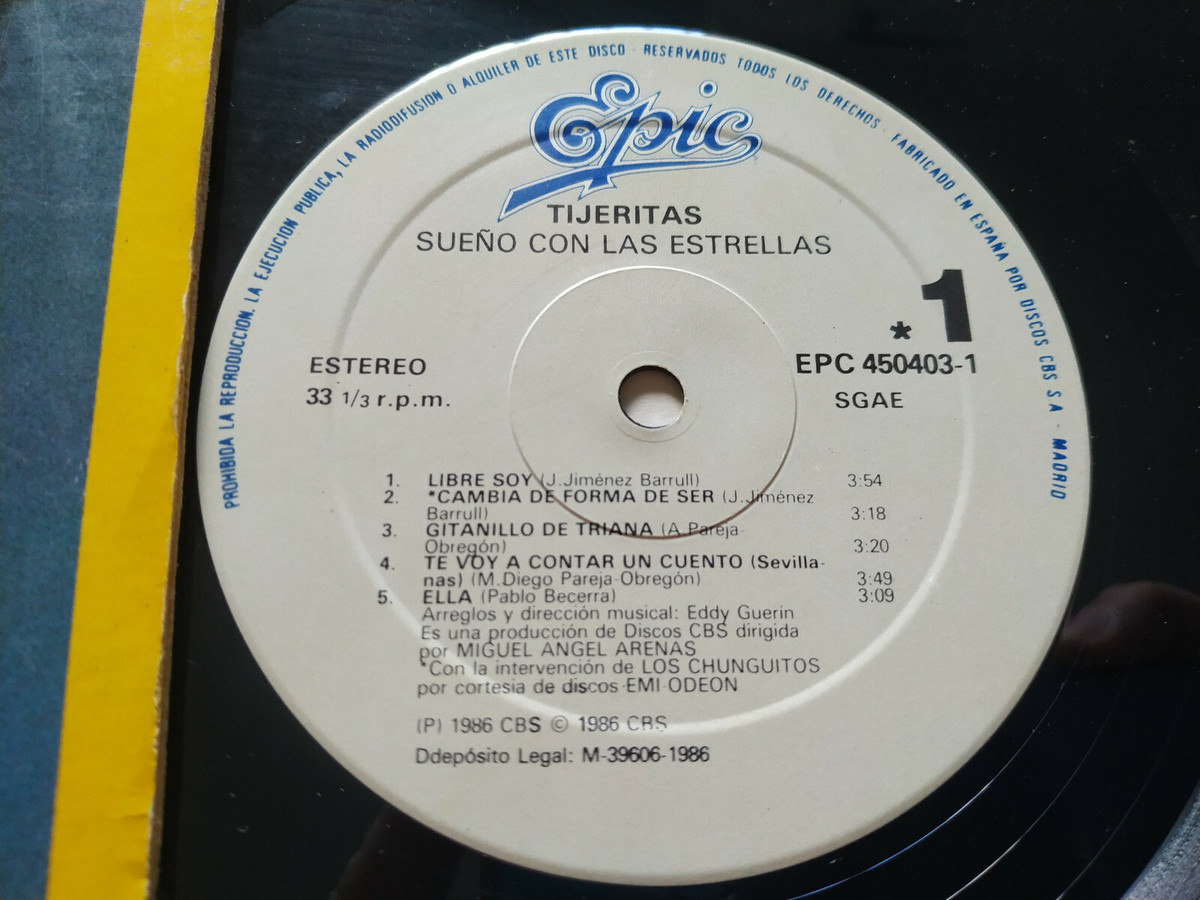 PROHIBIDA LA REPRODUCCION. LA EJECUCION PUBLICA, LA RADIODIFUSION O ALQUILER DE ESTE DISCO - RESERVADOS TODOS LOS DERECHOS - FABRICADO EN ESPAÑA POR DISCOS CBS S A - MADRID
Epic
TIJERITAS
SUEÑO CON LAS ESTRELLAS
* 1
ESTEREO
EPC 450403-1
33 1/3 r.p.m.
SGAE
1. LIBRE SOY (J.Jiménez Barrull) 3:54
2. *CAMBIA DE FORMA DE SER (J.Jiménez
Barrull) 3:18
3. GITANILLO DE TRIANA (A.Pareja-
Obregón) 3:20
4. TE VOY A CONTAR UN CUENTO (Sevilla-
nas) (M.Diego Pareja-Obregón) 3:49
5. ELLA (Pablo Becerra) 3:09
Arreglos y dirección musical: Eddy Guerin
Es una producción de Discos CBS dirigida
por MIGUEL ANGEL ARENAS
*Con la intervención de LOS CHUNGUITOS
por cortesia de discos EMI-ODEON
(P) 1986 CBS © 1986 CBS
Ddepósito Legal: M-39606-1986